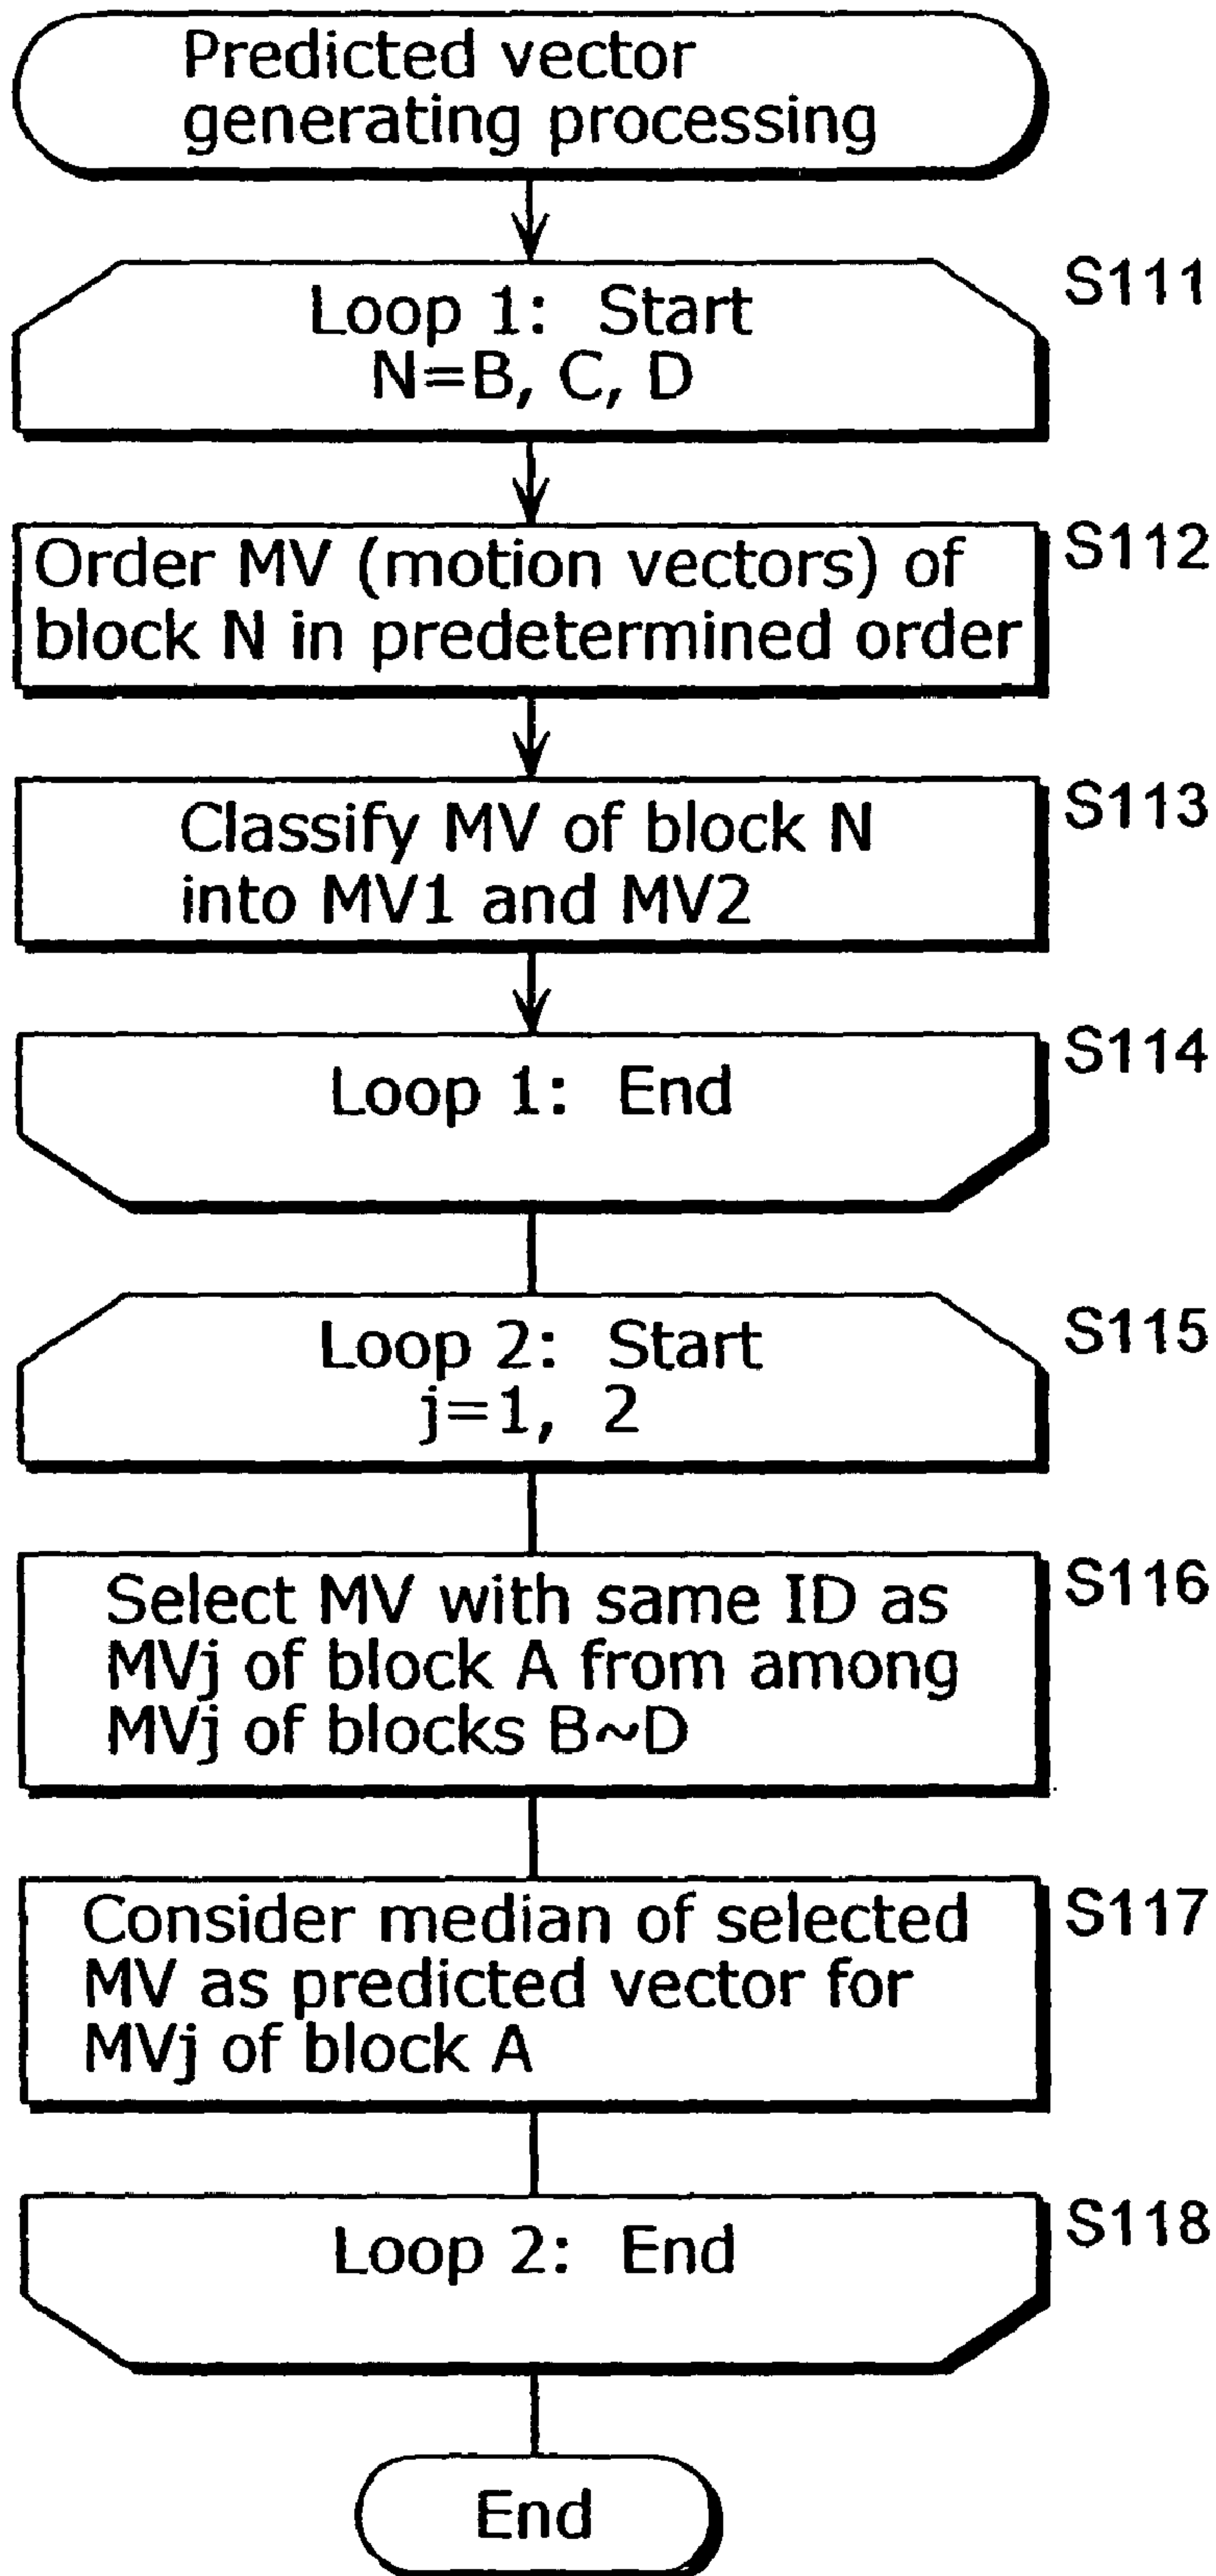 Predicted vector
generating processing
S111
Loop 1: Start
N=B, C, D
S112
Order MV (motion vectors) of
block N in predetermined order
S113
Classify MV of block N
into MV1 and MV2
S114
Loop 1: End
S115
Loop 2: Start
j=1, 2
S116
Select MV with same ID as
MVj of block A from among
MVj of blocks B~D
S117
Consider median of selected
MV as predicted vector for
MVj of block A
S118
Loop 2: End
End